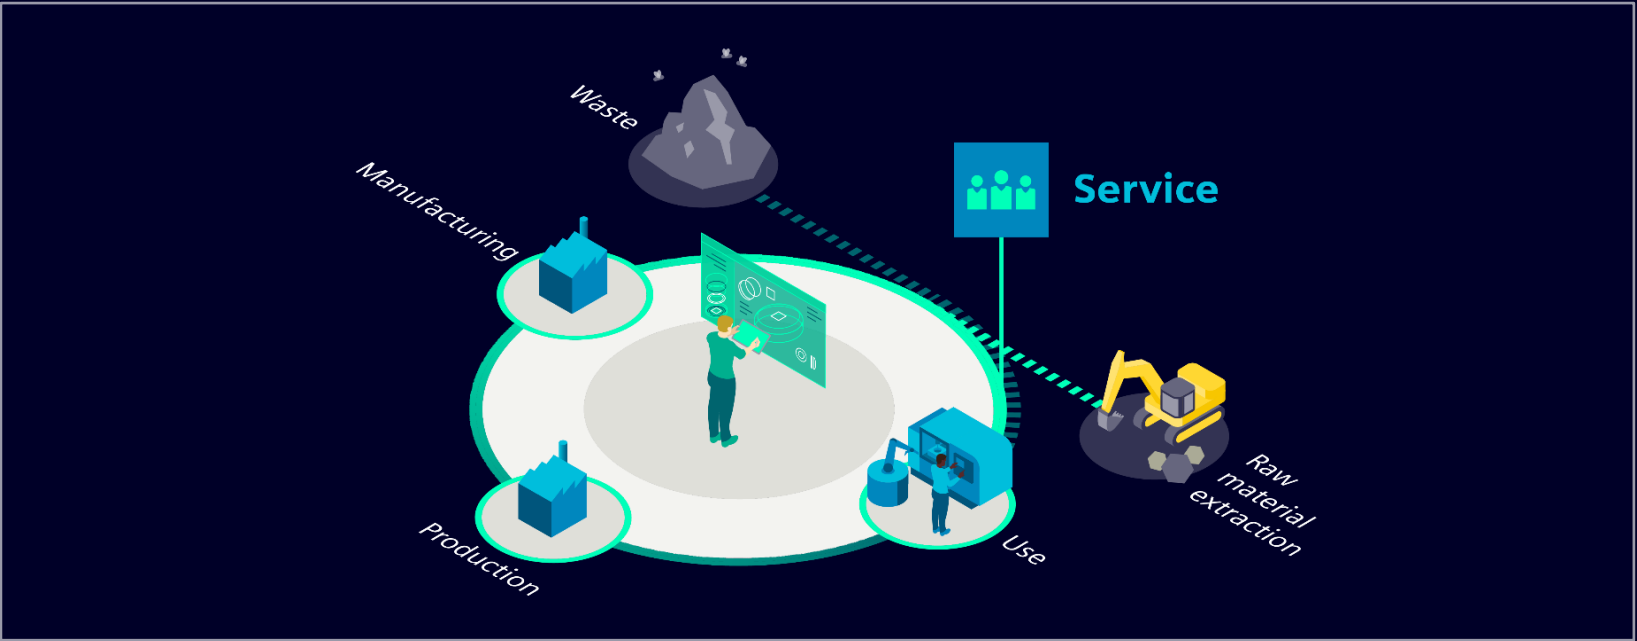 Waste
Manufacturing
Service
Raw
material
extraction
Production
Use